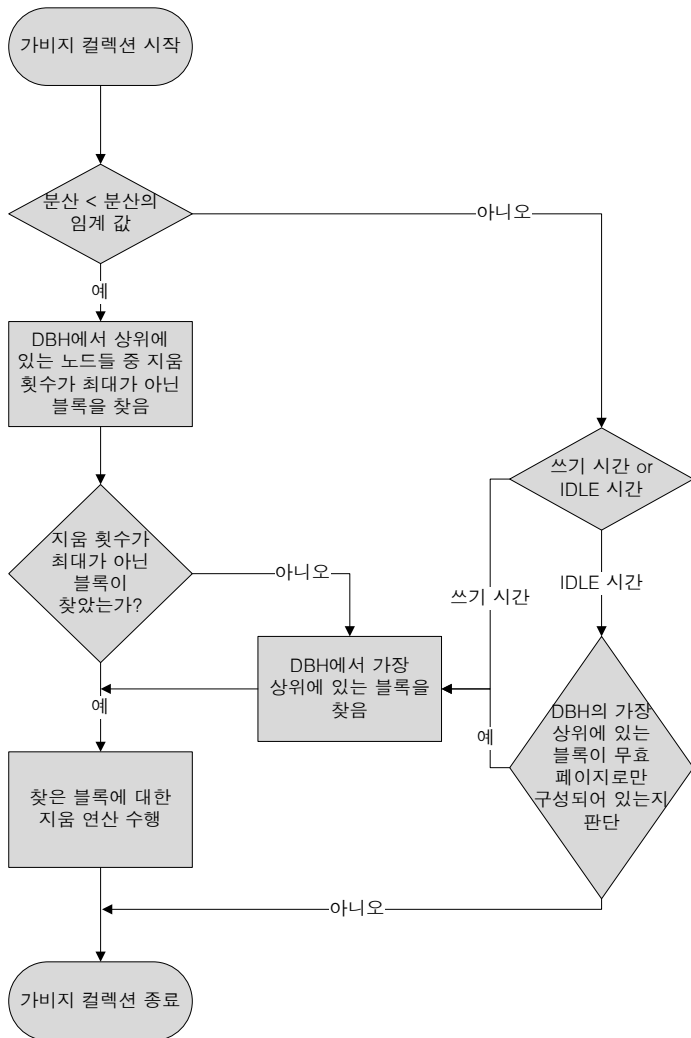 가비지 컬렉션 시작
분산 < 분산의
임계 값
아니오
예
DBH에서 상위에
있는 노드들 중 지움
횟수가 최대가 아닌
블록을 찾음
쓰기 시간 or
IDLE 시간
지움 횟수가
최대가 아닌
블록이
찾았는가?
아니오
쓰기 시간
IDLE 시간
DBH에서 가장
상위에 있는 블록을
찾음
예
예
DBH의 가장
상위에 있는
블록이 무효
페이지로만
구성되어 있는지
판단
찾은 블록에 대한
지움 연산 수행
아니오
가비지 컬렉션 종료